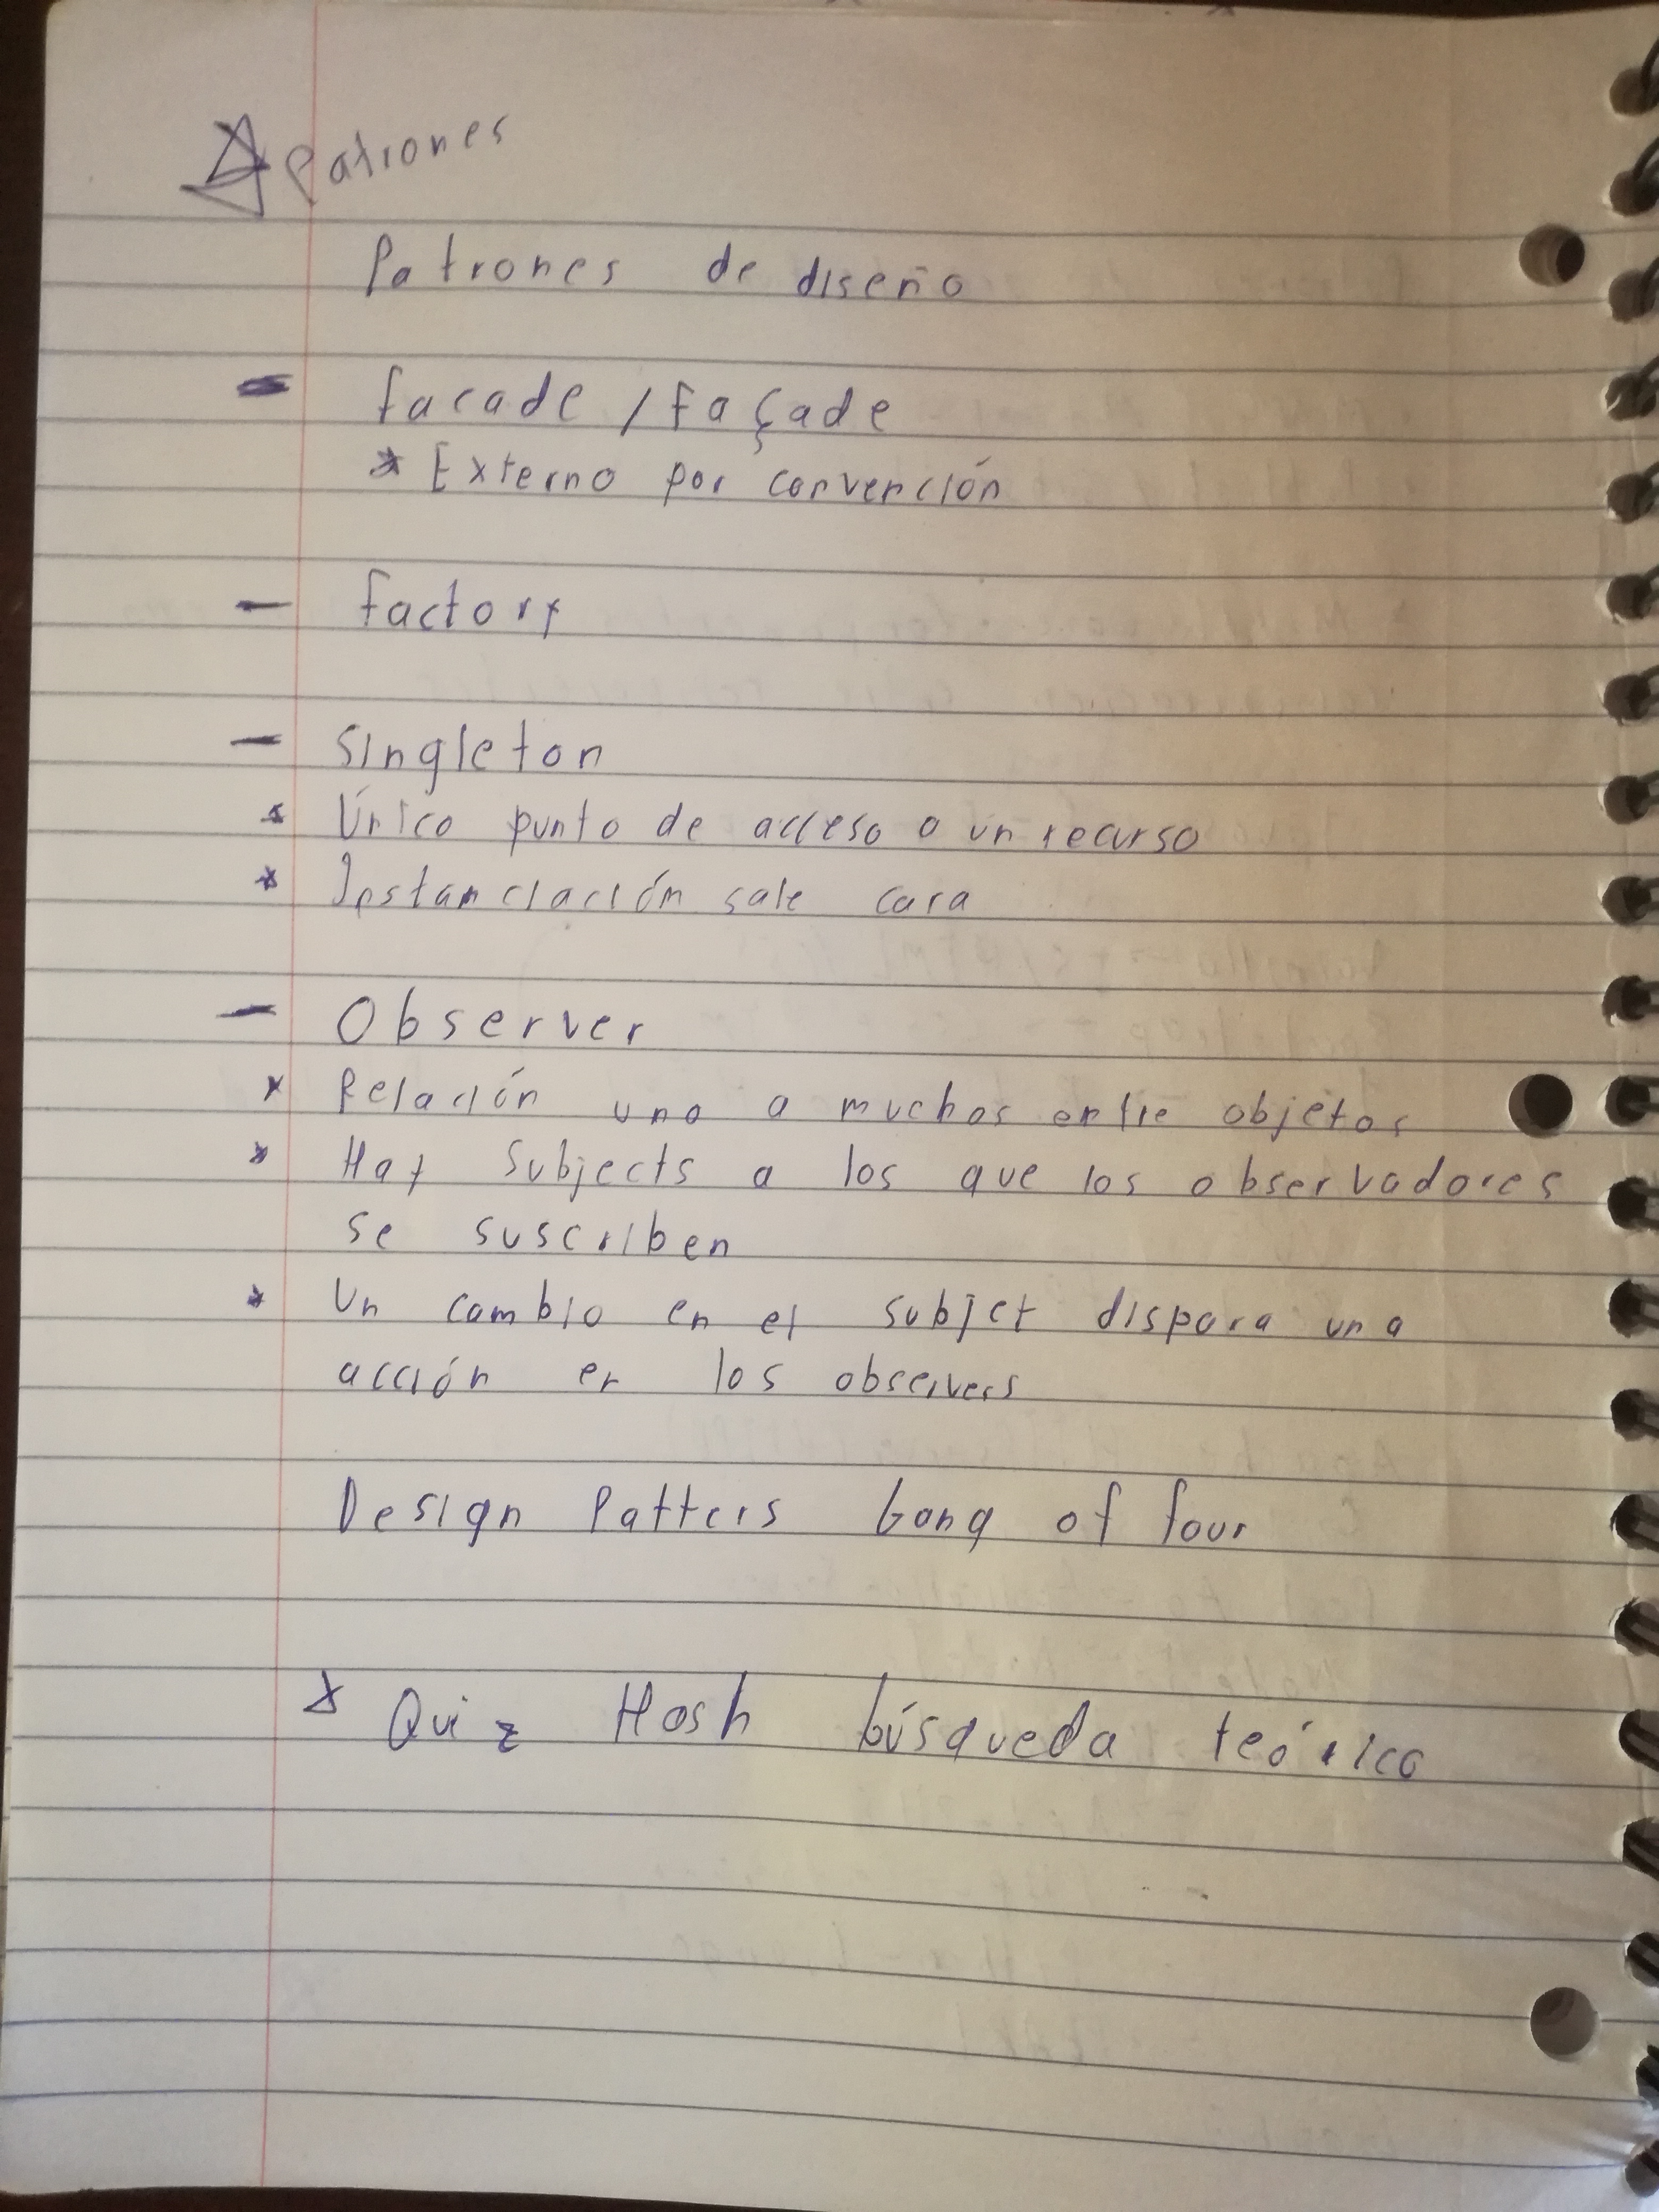 Patrones
Patrones de diseño
- facade / façade
* Externo por convención
- factory
- Singleton
* Único punto de acceso a un recurso
* Instanciación sale cara
- Observer
* Relación uno a muchos entre objetos
* Hay Subjects a los que los observadores
se suscriben
* Un cambio en el subjet dispara una
acción en los observers
Design Patters Gang of four
* Quiz Hash búsqueda teórico